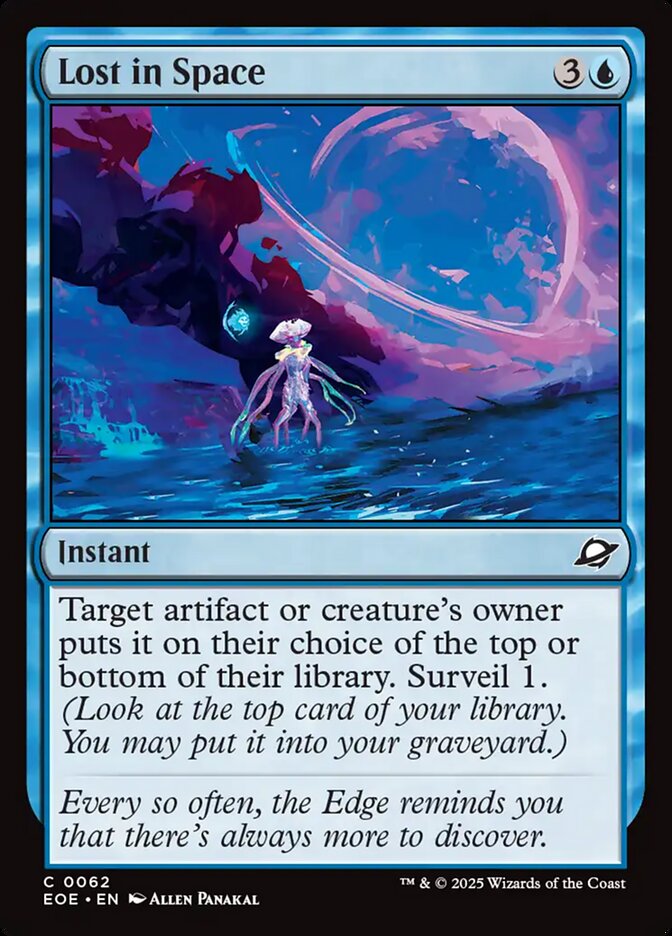 Lost in Space 3
Instant
Target artifact or creature's owner
puts it on their choice of the top or
bottom of their library. Surveil 1.
(Look at the top card of your library.
You may put it into your graveyard.)
Every so often, the Edge reminds you
that there's always more to discover.
C 0062
EOE • EN Allen Panakal
™ & © 2025 Wizards of the Coast